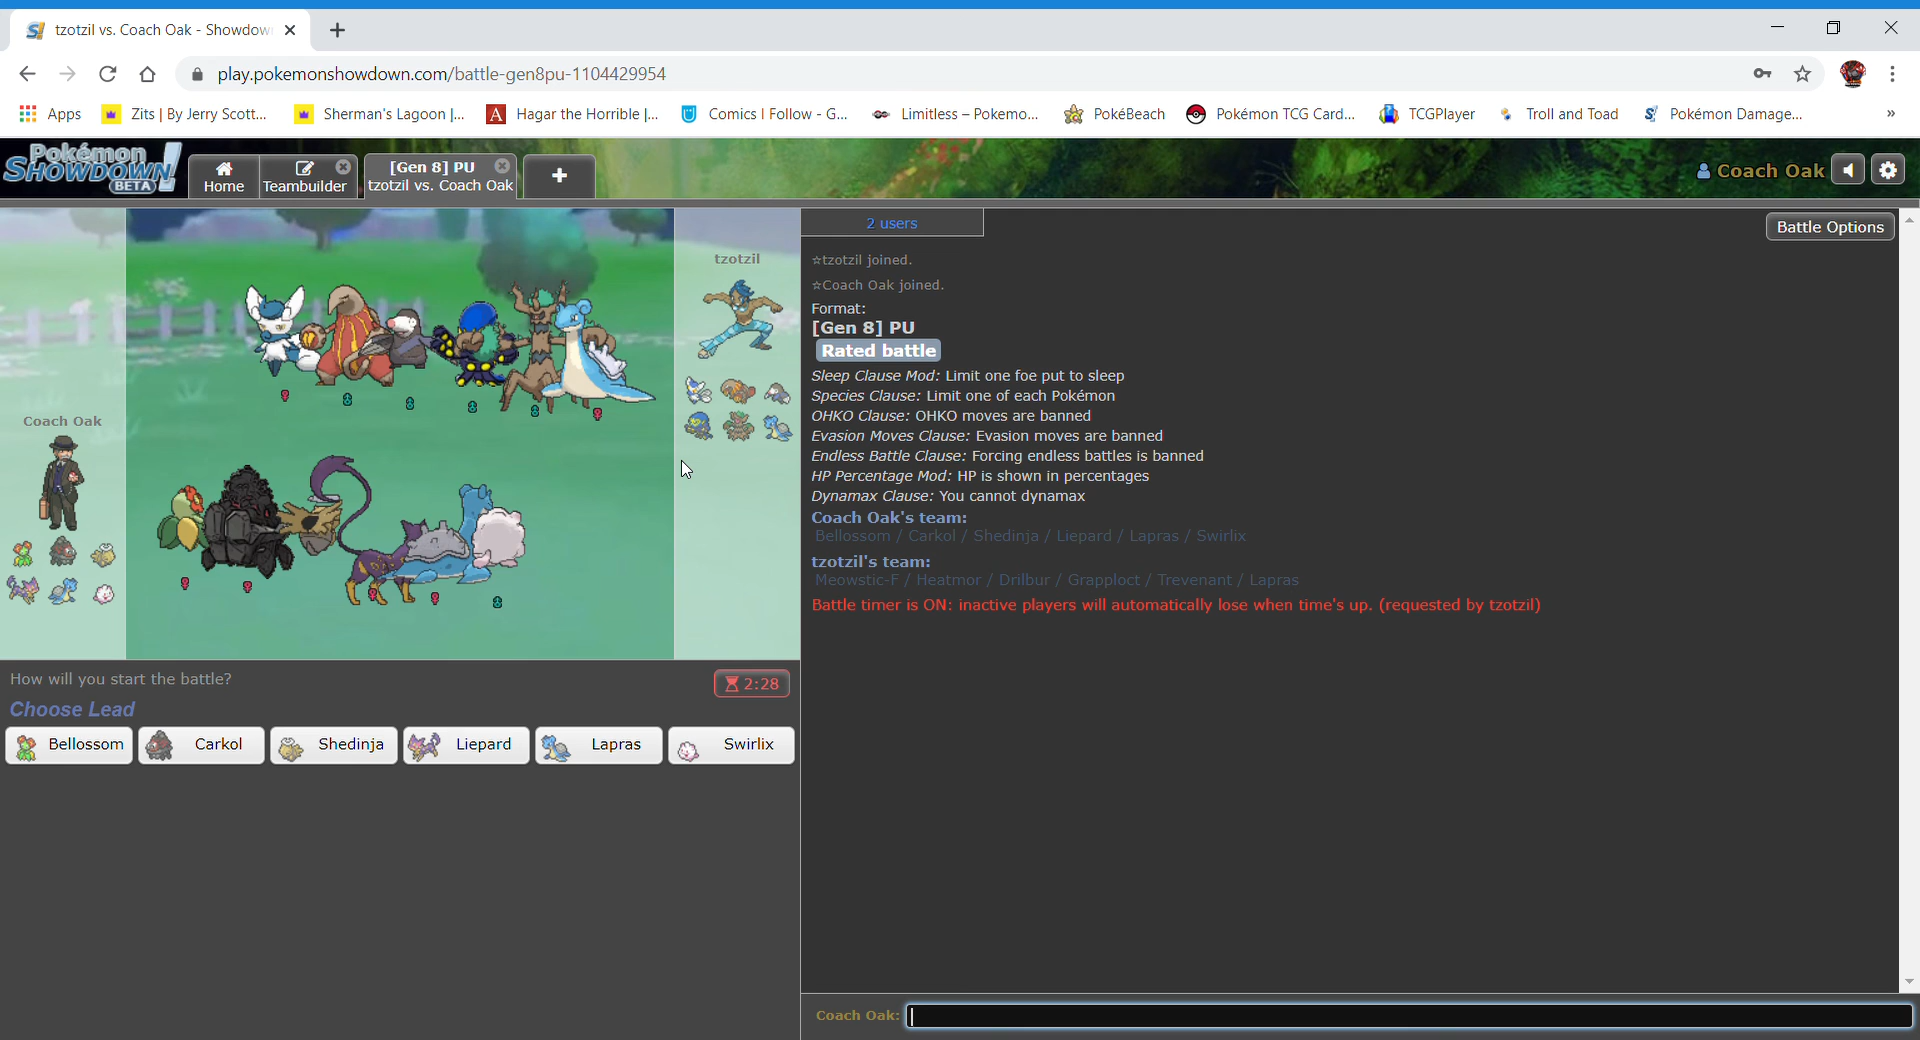 tzotzil vs. Coach Oak - Showdow
play.pokemonshowdown.com/battle-gen8pu-1104429954
Apps
Zits | By Jerry Scott...
Sherman's Lagoon |...
Hagar the Horrible |...
Comics I Follow - G...
Limitless – Pokemo...
PokéBeach
Pokémon TCG Card...
TCGPlayer
Troll and Toad
Pokémon Damage...
»
Pokémon
SHOWDOWN!
BETA
Home
Teambuilder
[Gen 8] PU
tzotzil vs. Coach Oak
Coach Oak
tzotzil
Coach Oak
2 users
Battle Options
☆tzotzil joined.
☆Coach Oak joined.
Format:
[Gen 8] PU
Rated battle
Sleep Clause Mod: Limit one foe put to sleep
Species Clause: Limit one of each Pokémon
OHKO Clause: OHKO moves are banned
Evasion Moves Clause: Evasion moves are banned
Endless Battle Clause: Forcing endless battles is banned
HP Percentage Mod: HP is shown in percentages
Dynamax Clause: You cannot dynamax
Coach Oak's team:
Bellossom / Carkol / Shedinja / Liepard / Lapras / Swirlix
tzotzil's team:
Meowstic-F / Heatmor / Drilbur / Grapploct / Trevenant / Lapras
Battle timer is ON: inactive players will automatically lose when time's up. (requested by tzotzil)
How will you start the battle?
2:28
Choose Lead
Bellossom
Carkol
Shedinja
Liepard
Lapras
Swirlix
Coach Oak: